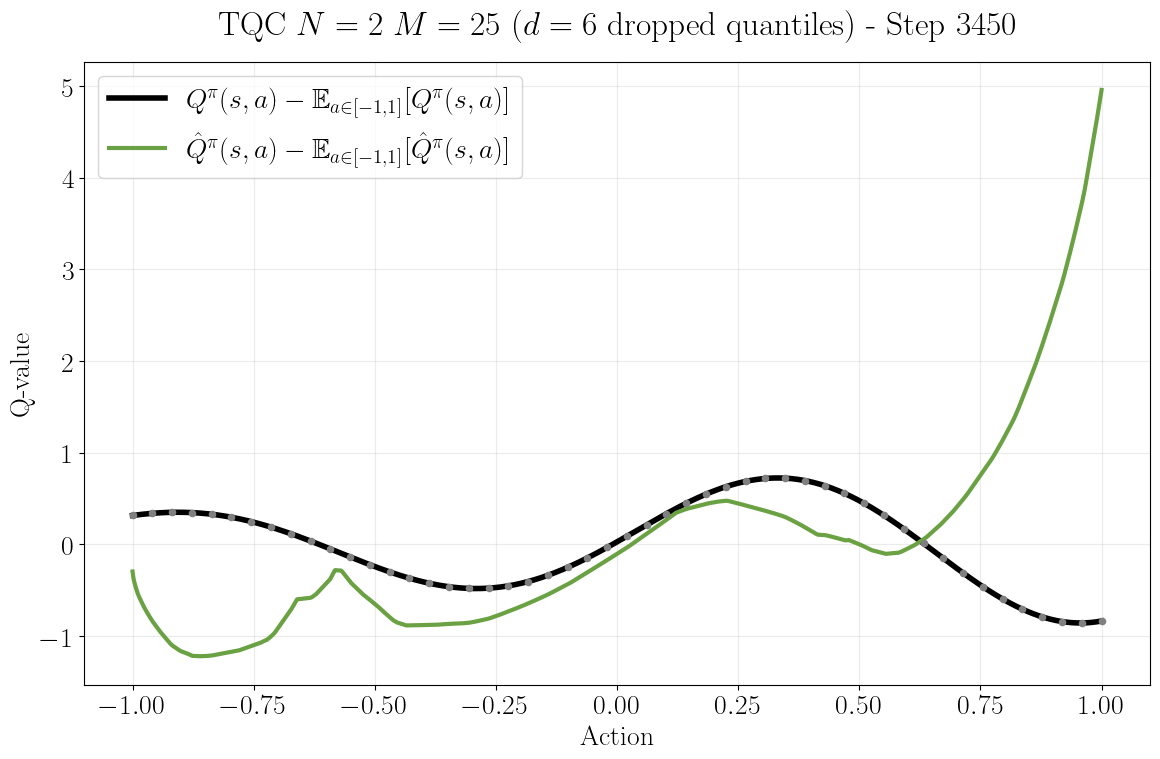 TQC N = 2 M = 25 (d = 6 dropped quantiles) - Step 3450
Q^π(s, a) − 𝔼_{a∈[−1,1]}[Q^π(s, a)]
Q̂^π(s, a) − 𝔼_{a∈[−1,1]}[Q̂^π(s, a)]
5
4
3
2
1
0
−1
Q-value
−1.00 −0.75 −0.50 −0.25 0.00 0.25 0.50 0.75 1.00
Action